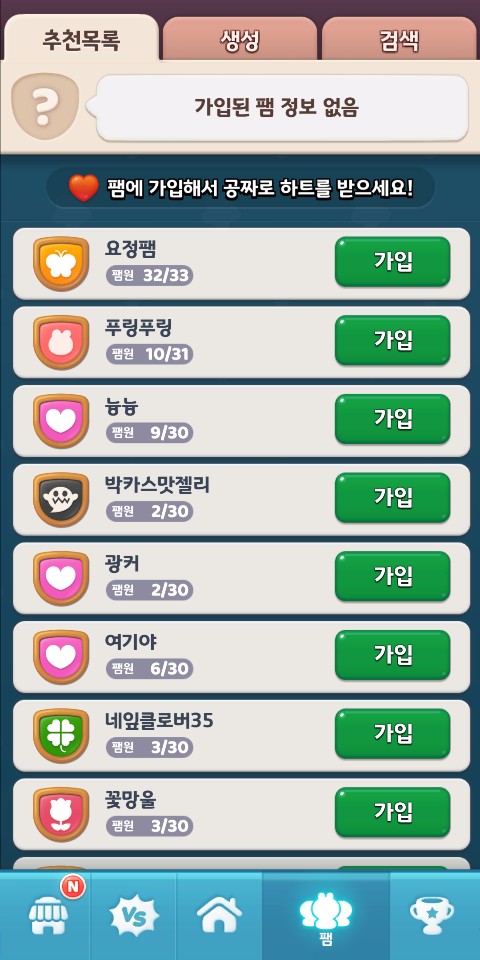 추천목록
생성
검색
?
가입된 팸 정보 없음
팸에 가입해서 공짜로 하트를 받으세요!
요정팸
팸원 32/33
가입
푸링푸링
팸원 10/31
가입
늉늉
팸원 9/30
가입
박카스맛젤리
팸원 2/30
가입
광커
팸원 2/30
가입
여기야
팸원 6/30
가입
네잎클로버35
팸원 3/30
가입
꽃망울
팸원 3/30
가입
N
VS
팸